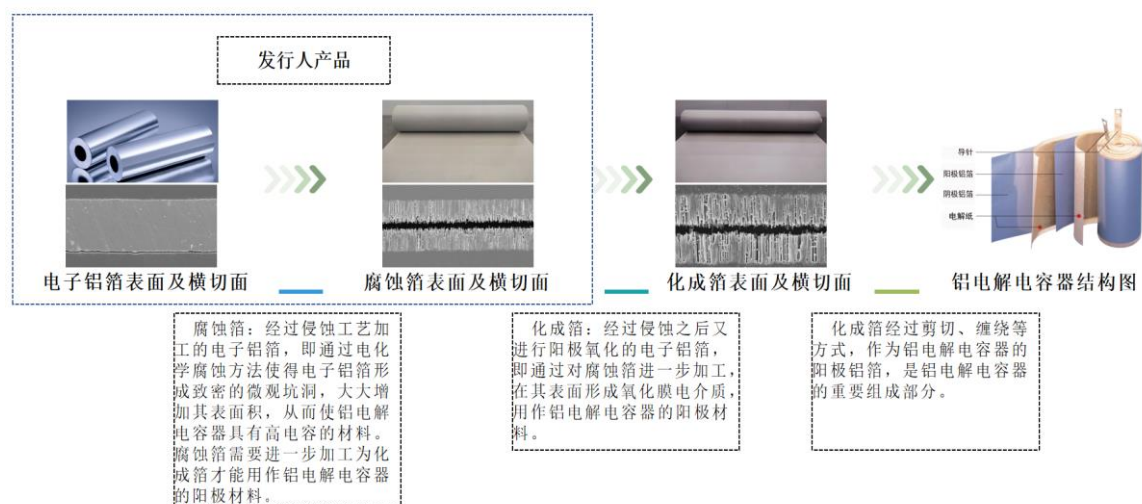 发行人产品
导针
阳极铝箔
阴极铝箔
电解纸
电子铝箔表面及横切面
腐蚀箔表面及横切面
化成箔表面及横切面
铝电解电容器结构图
腐蚀箔：经过侵蚀工艺加
工的电子铝箔，即通过电化
学腐蚀方法使得电子铝箔形
成致密的微观坑洞，大大增
加其表面积，从而使铝电解
电容器具有高电容的材料。
腐蚀箔需要进一步加工为化
成箔才能用作铝电解电容器
的阳极材料。
化成箔：经过侵蚀之后又
进行阳极氧化的电子铝箔，
即通过对腐蚀箔进一步加工，
在其表面形成氧化膜电介质，
用作铝电解电容器的阳极材
料。
化成箔经过剪切、缠绕等
方式，作为铝电解电容器的
阳极铝箔，是铝电解电容器
的重要组成部分。